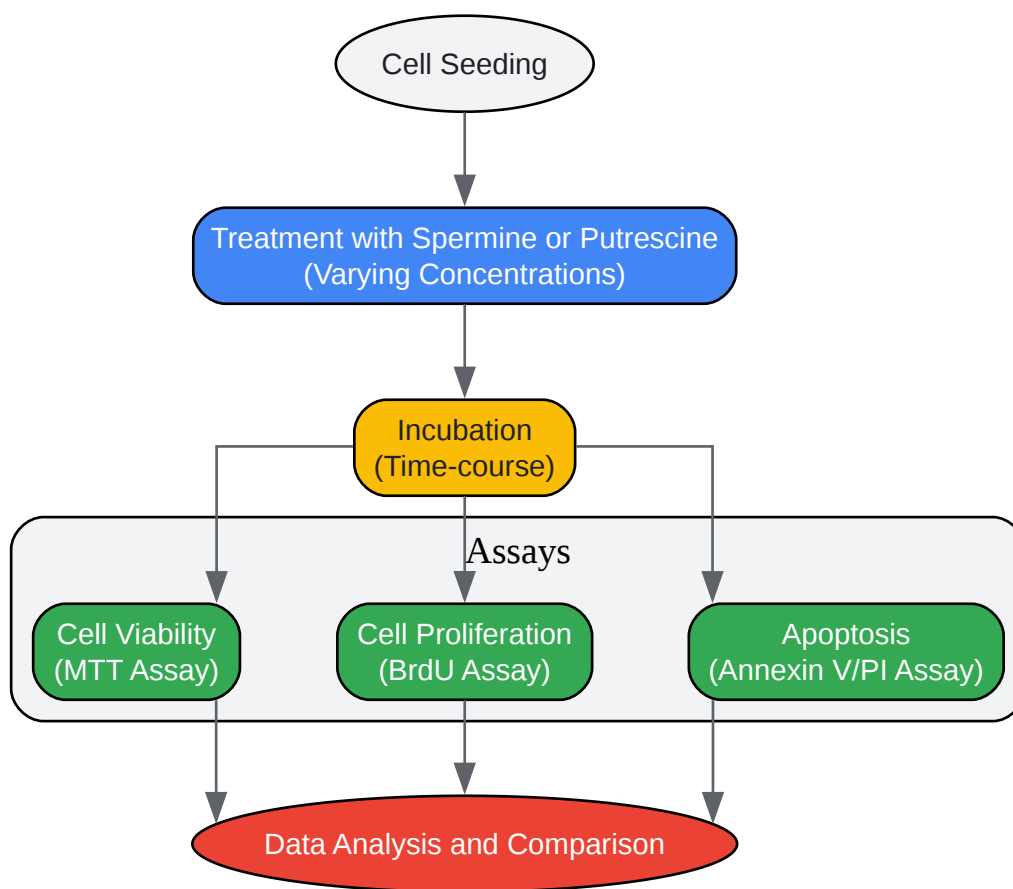 Cell Seeding
Treatment with Spermine or Putrescine
(Varying Concentrations)
Incubation
(Time-course)
Assays
Cell Viability
(MTT Assay)
Cell Proliferation
(BrdU Assay)
Apoptosis
(Annexin V/PI Assay)
Data Analysis and Comparison